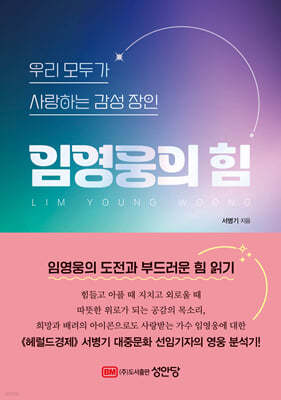 우리 모두가
사랑하는 감성 장인
임영웅의 힘
LIM YOUNG WOONG
서병기 지음
임영웅의 도전과 부드러운 힘 읽기
힘들고 아플 때 지치고 외로울 때
따뜻한 위로가 되는 공감의 목소리,
희망과 배려의 아이콘으로도 사랑받는 가수 임영웅에 대한
《헤럴드경제》 서병기 대중문화 선임기자의 영웅 분석기!
BM (주)도서출판 성안당